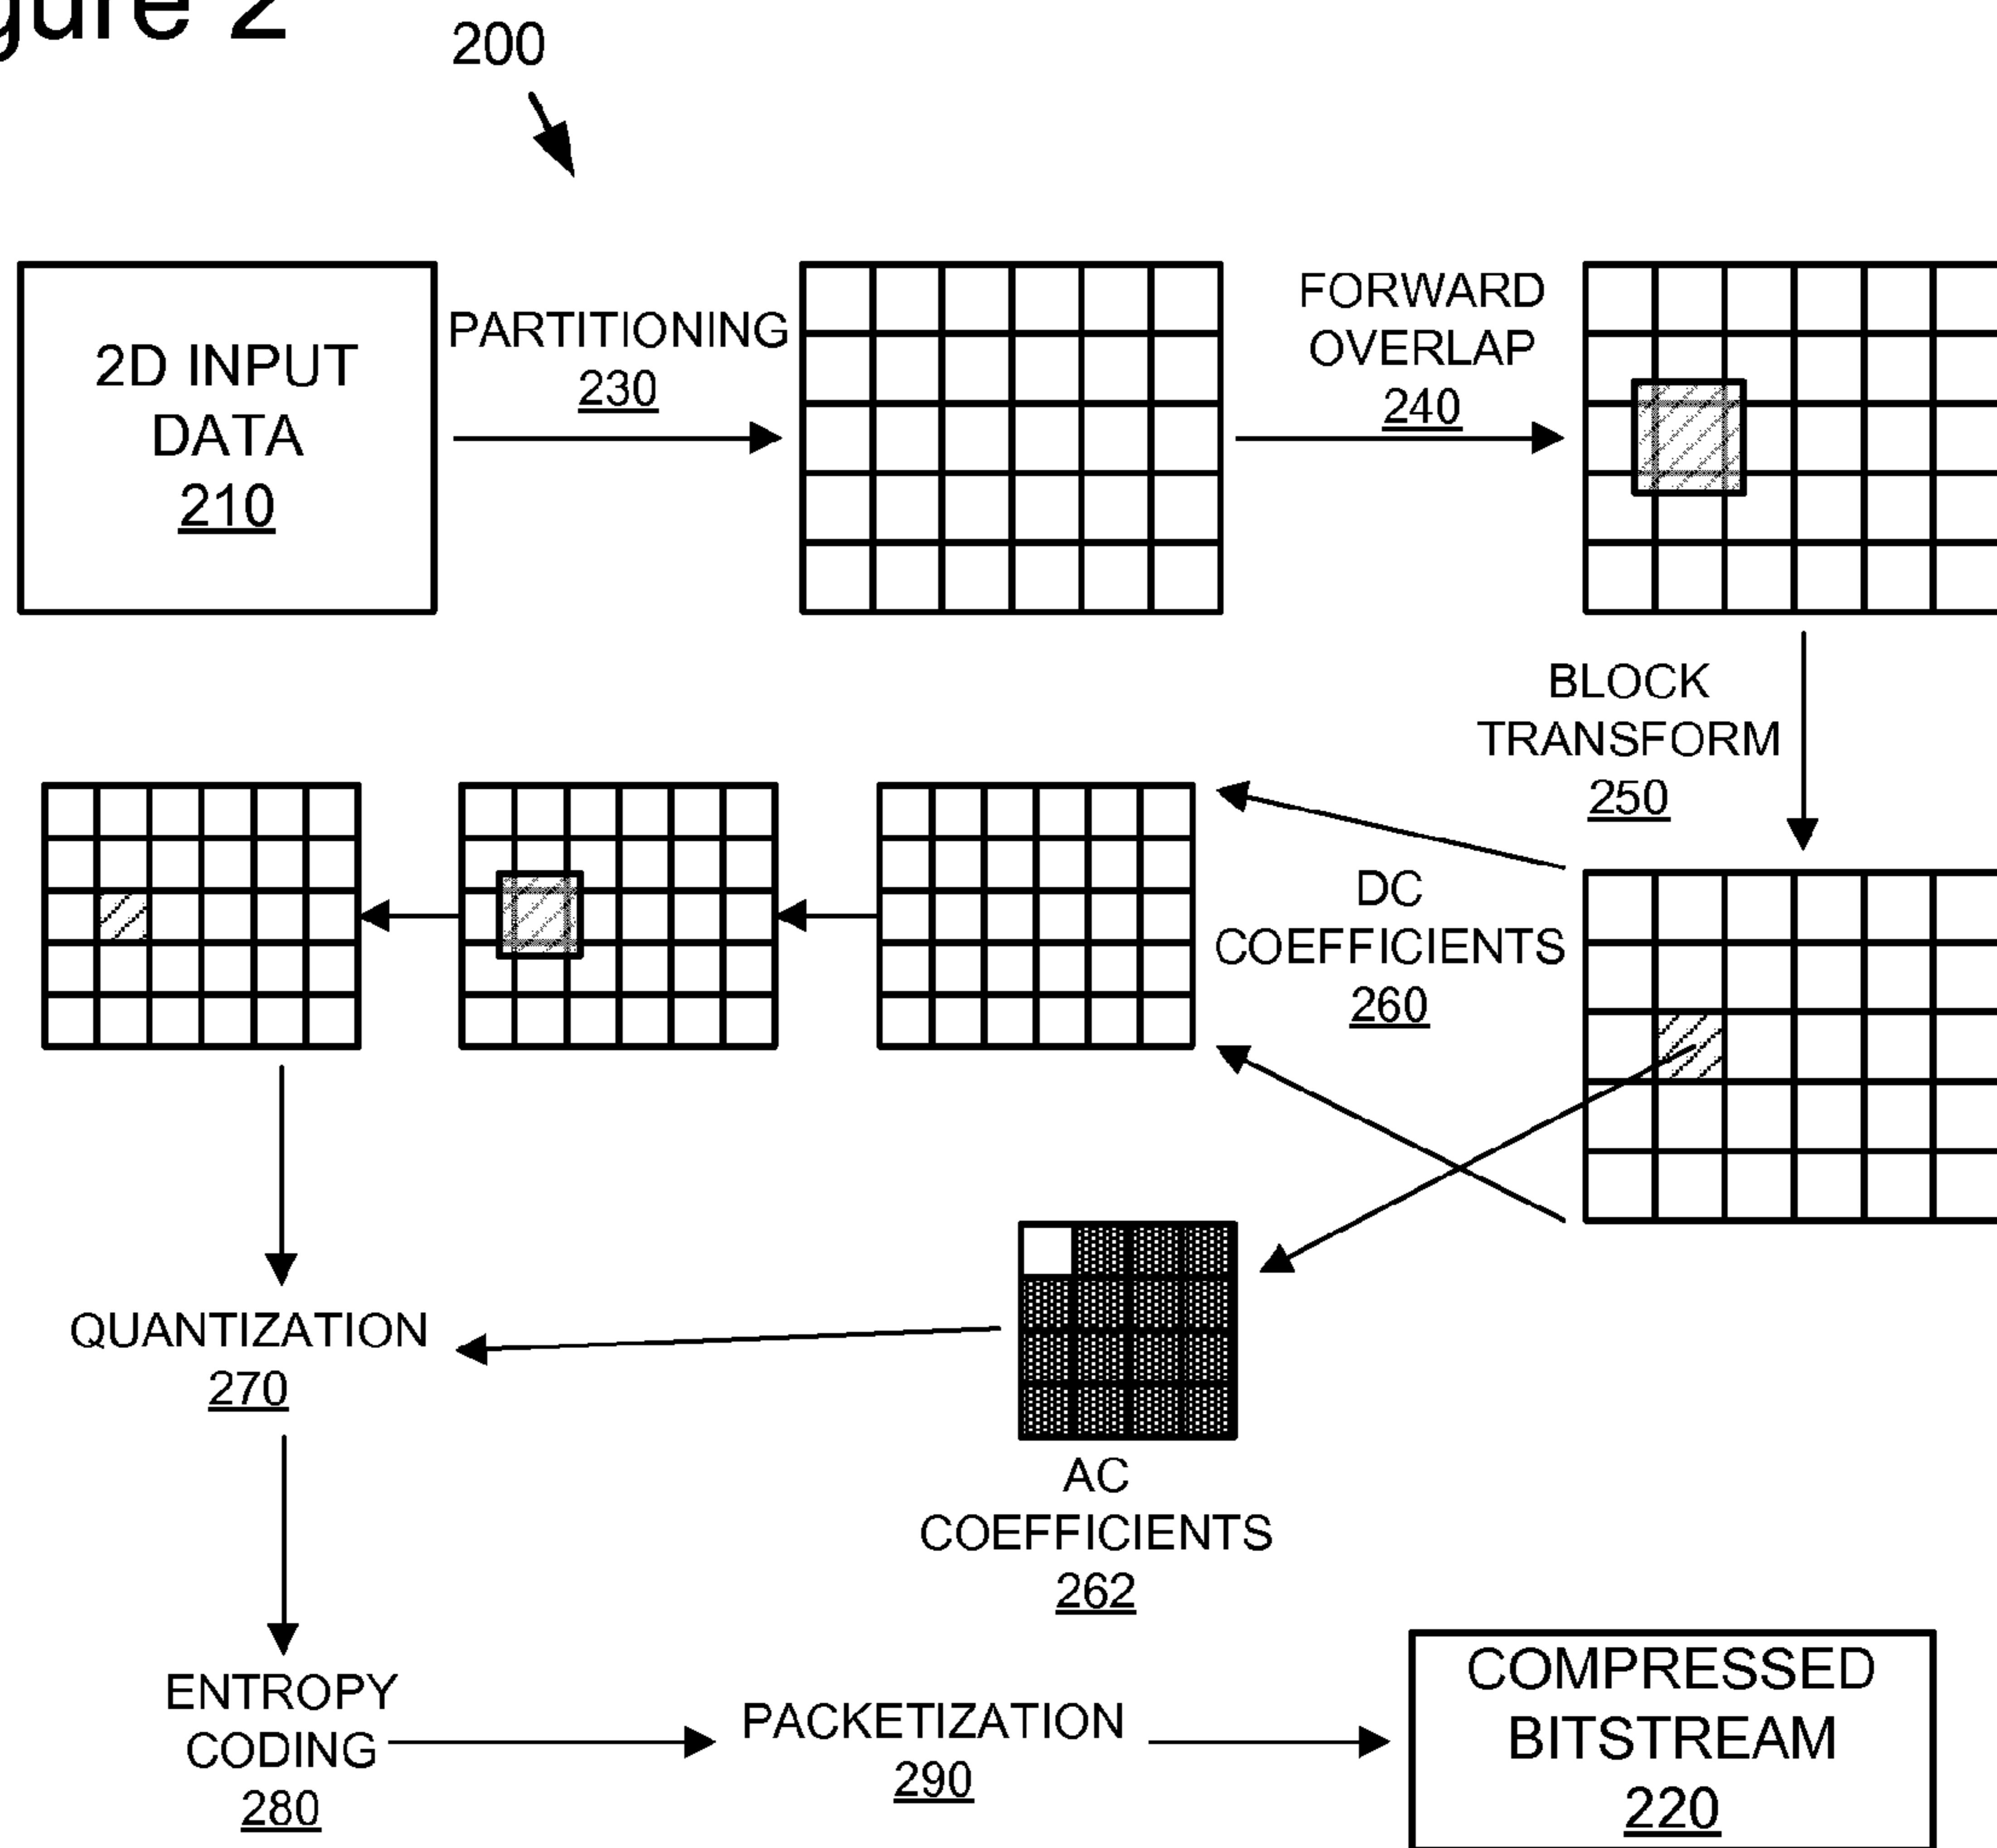 gure 2
200
2D INPUT
DATA
210
PARTITIONING
230
FORWARD
OVERLAP
240
BLOCK
TRANSFORM
250
DC
COEFFICIENTS
260
QUANTIZATION
270
AC
COEFFICIENTS
262
ENTROPY
CODING
280
PACKETIZATION
290
COMPRESSED
BITSTREAM
220